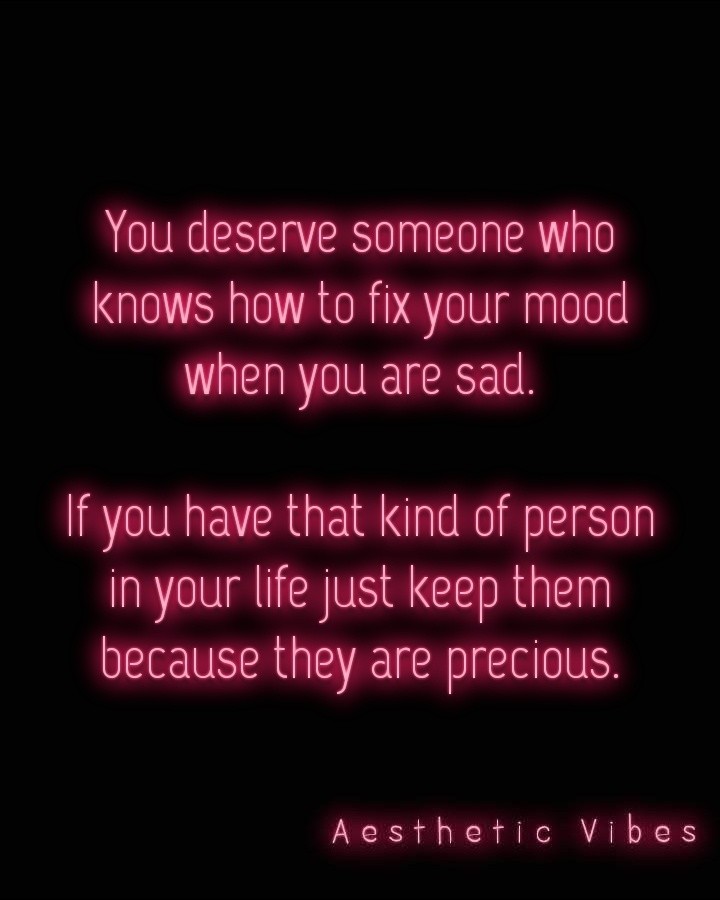 You deserve someone who
knows how to fix your mood
when you are sad.
If you have that kind of person
in your life just keep them
because they are precious.
Aesthetic Vibes